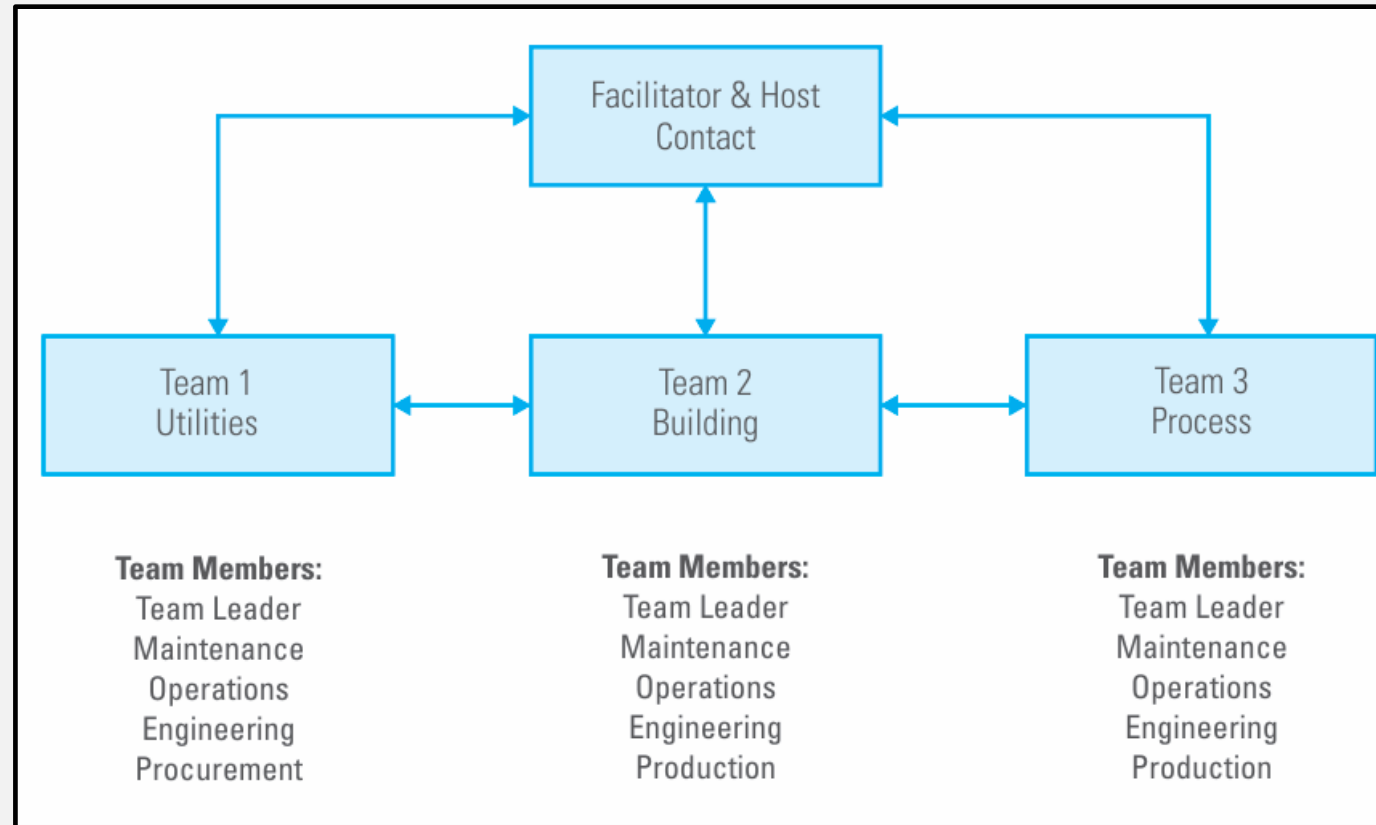 Facilitator & Host
Contact
Team 1
Utilities
Team 2
Building
Team 3
Process
Team Members:
Team Leader
Maintenance
Operations
Engineering
Procurement
Team Members:
Team Leader
Maintenance
Operations
Engineering
Production
Team Members:
Team Leader
Maintenance
Operations
Engineering
Production